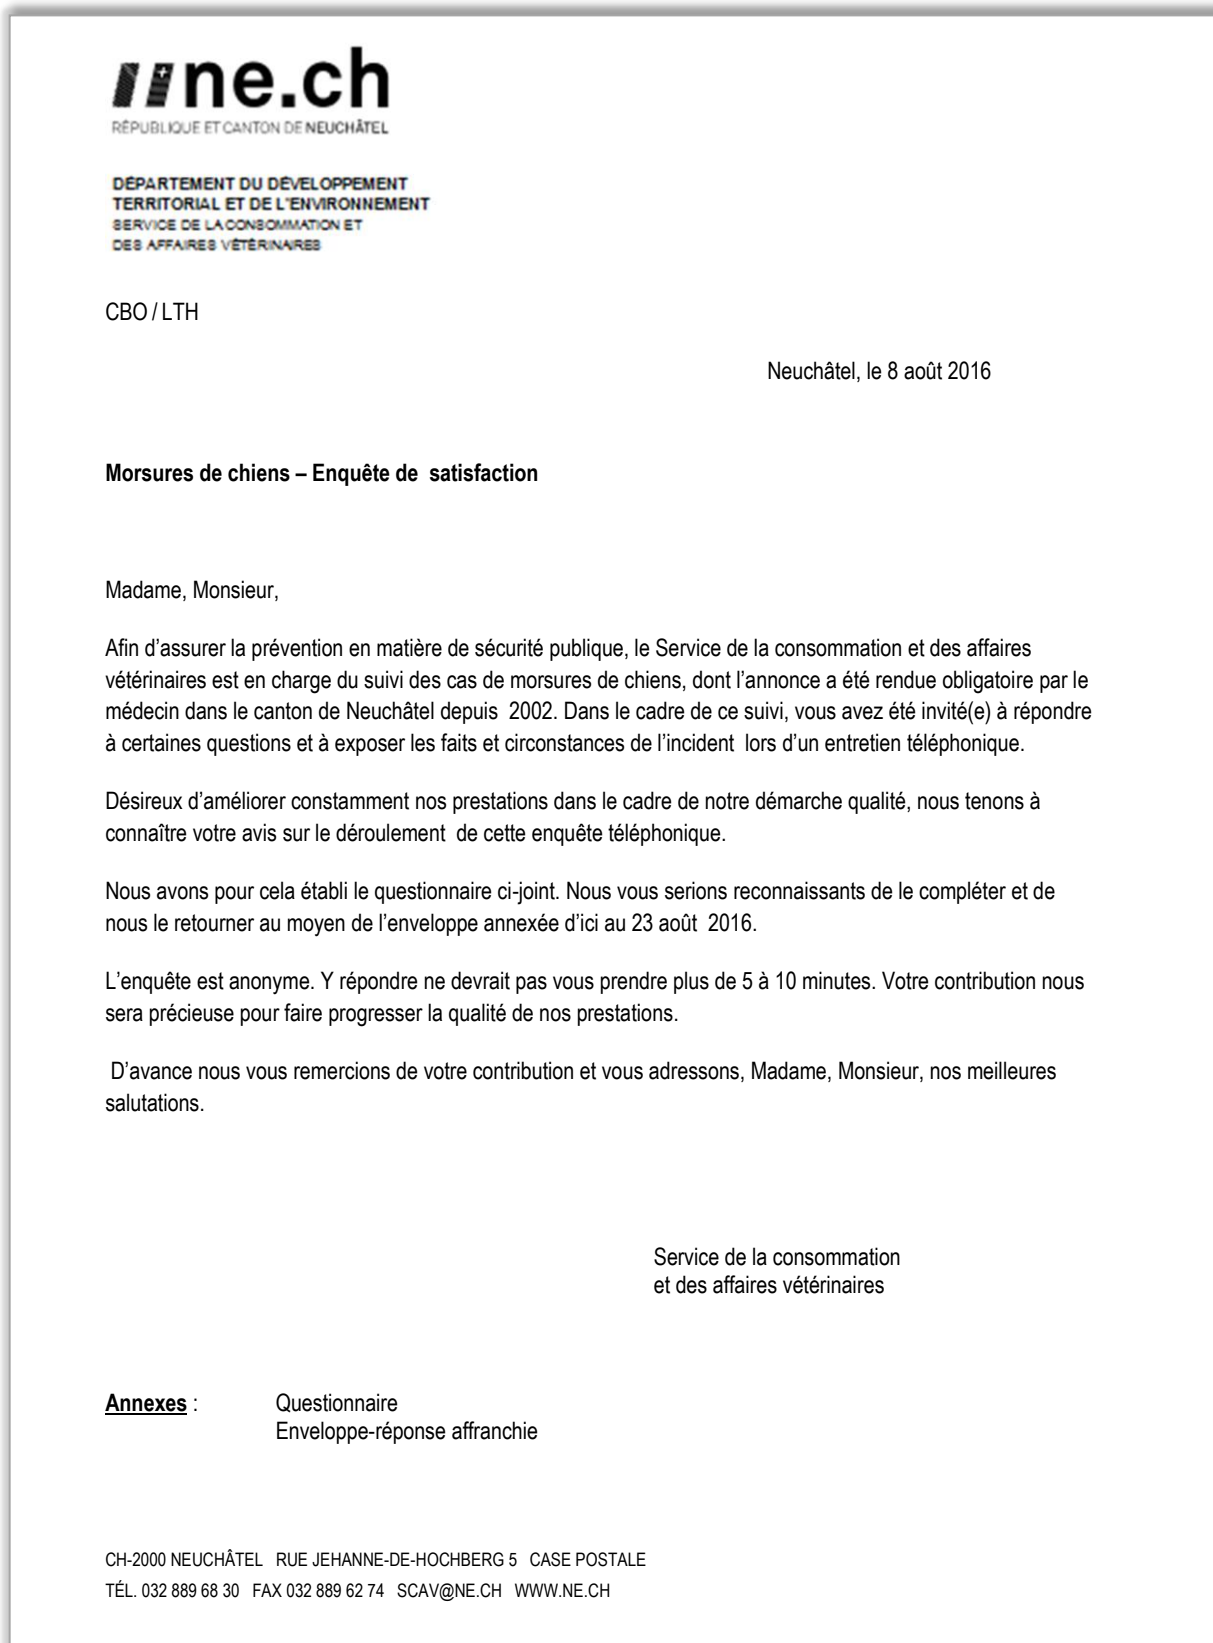 ne.ch
RÉPUBLIQUE ET CANTON DE NEUCHÂTEL
DÉPARTEMENT DU DÉVELOPPEMENT
TERRITORIAL ET DE L'ENVIRONNEMENT
SERVICE DE LA CONSOMMATION ET
DES AFFAIRES VÉTÉRINAIRES
CBO / LTH
Neuchâtel, le 8 août 2016
Morsures de chiens – Enquête de  satisfaction
Madame, Monsieur,
Afin d’assurer la prévention en matière de sécurité publique, le Service de la consommation et des affaires
vétérinaires est en charge du suivi des cas de morsures de chiens, dont l’annonce a été rendue obligatoire par le
médecin dans le canton de Neuchâtel depuis  2002. Dans le cadre de ce suivi, vous avez été invité(e) à répondre
à certaines questions et à exposer les faits et circonstances de l’incident  lors d’un entretien téléphonique.
Désireux d’améliorer constamment nos prestations dans le cadre de notre démarche qualité, nous tenons à
connaître votre avis sur le déroulement  de cette enquête téléphonique.
Nous avons pour cela établi le questionnaire ci-joint. Nous vous serions reconnaissants de le compléter et de
nous le retourner au moyen de l’enveloppe annexée d’ici au 23 août  2016.
L’enquête est anonyme. Y répondre ne devrait pas vous prendre plus de 5 à 10 minutes. Votre contribution nous
sera précieuse pour faire progresser la qualité de nos prestations.
D’avance nous vous remercions de votre contribution et vous adressons, Madame, Monsieur, nos meilleures
salutations.
Service de la consommation
et des affaires vétérinaires
Annexes : Questionnaire
Enveloppe-réponse affranchie
CH-2000 NEUCHÂTEL   RUE JEHANNE-DE-HOCHBERG 5   CASE POSTALE
TÉL. 032 889 68 30   FAX 032 889 62 74   SCAV@NE.CH   WWW.NE.CH